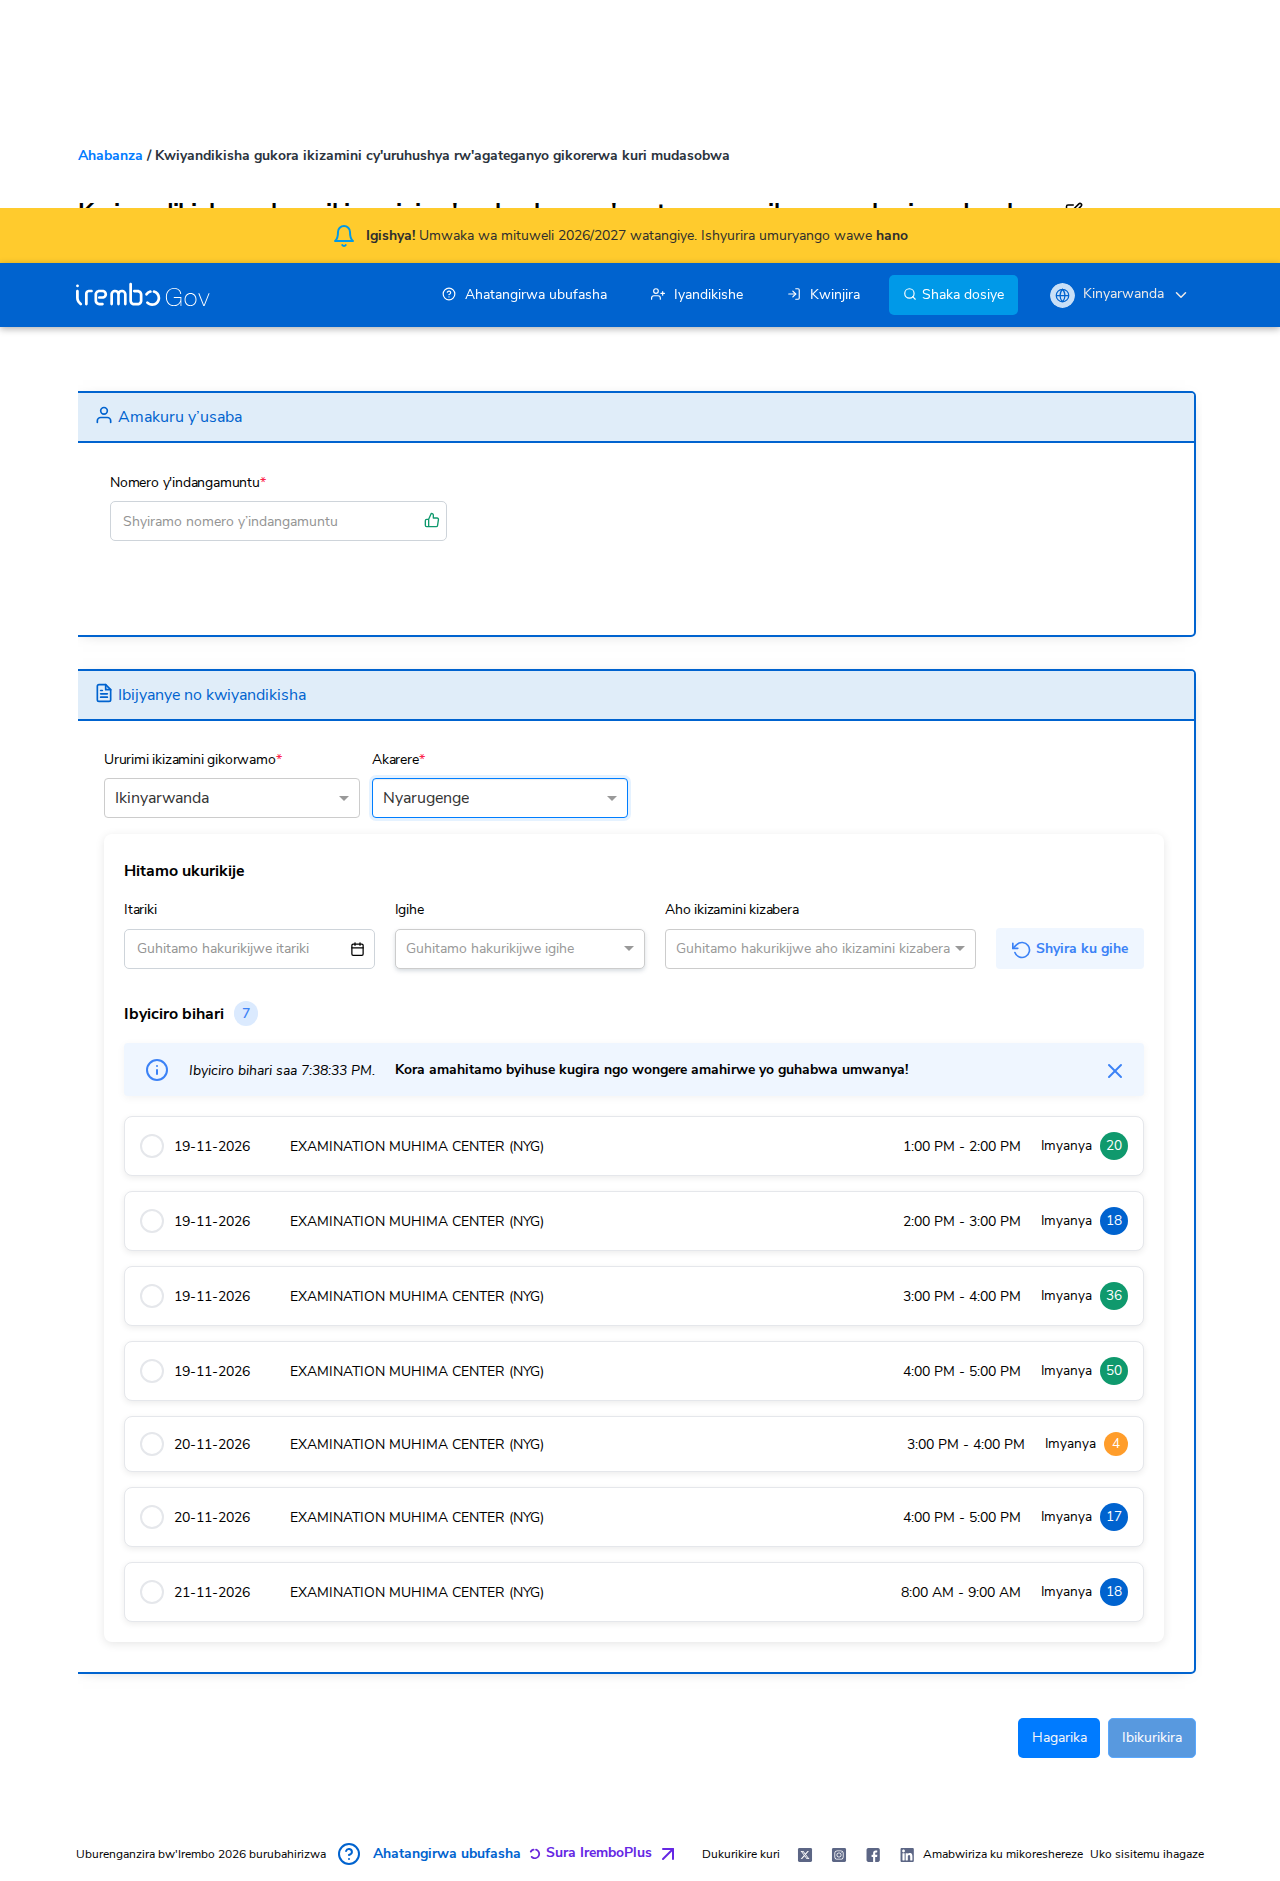 Ahabanza / Kwiyandikisha gukora ikizamini cy'uruhushya rw'agateganyo gikorerwa kuri mudasobwa
Igishya! Umwaka wa mituweli 2026/2027 watangiye. Ishyurira umuryango wawe hano
irembo Gov
Ahatangirwa ubufasha
Iyandikishe
Kwinjira
Shaka dosiye
Kinyarwanda
Amakuru y’usaba
Nomero y'indangamuntu*
Shyiramo nomero y’indangamuntu
Ibijyanye no kwiyandikisha
Ururimi ikizamini gikorwamo* Akarere*
Ikinyarwanda Nyarugenge
Hitamo ukurikije
Itariki Igihe Aho ikizamini kizabera
Guhitamo hakurikijwe itariki Guhitamo hakurikijwe igihe Guhitamo hakurikijwe aho ikizamini kizabera Shyira ku gihe
Ibyiciro bihari 7
Ibyiciro bihari saa 7:38:33 PM. Kora amahitamo byihuse kugira ngo wongere amahirwe yo guhabwa umwanya!
19-11-2026 EXAMINATION MUHIMA CENTER (NYG) 1:00 PM - 2:00 PM Imyanya 20
19-11-2026 EXAMINATION MUHIMA CENTER (NYG) 2:00 PM - 3:00 PM Imyanya 18
19-11-2026 EXAMINATION MUHIMA CENTER (NYG) 3:00 PM - 4:00 PM Imyanya 36
19-11-2026 EXAMINATION MUHIMA CENTER (NYG) 4:00 PM - 5:00 PM Imyanya 50
20-11-2026 EXAMINATION MUHIMA CENTER (NYG) 3:00 PM - 4:00 PM Imyanya 4
20-11-2026 EXAMINATION MUHIMA CENTER (NYG) 4:00 PM - 5:00 PM Imyanya 17
21-11-2026 EXAMINATION MUHIMA CENTER (NYG) 8:00 AM - 9:00 AM Imyanya 18
Hagarika Ibikurikira
Uburenganzira bw'Irembo 2026 burubahirizwa Ahatangirwa ubufasha Sura IremboPlus Dukurikire kuri Amabwiriza ku mikoreshereze Uko sisitemu ihagaze